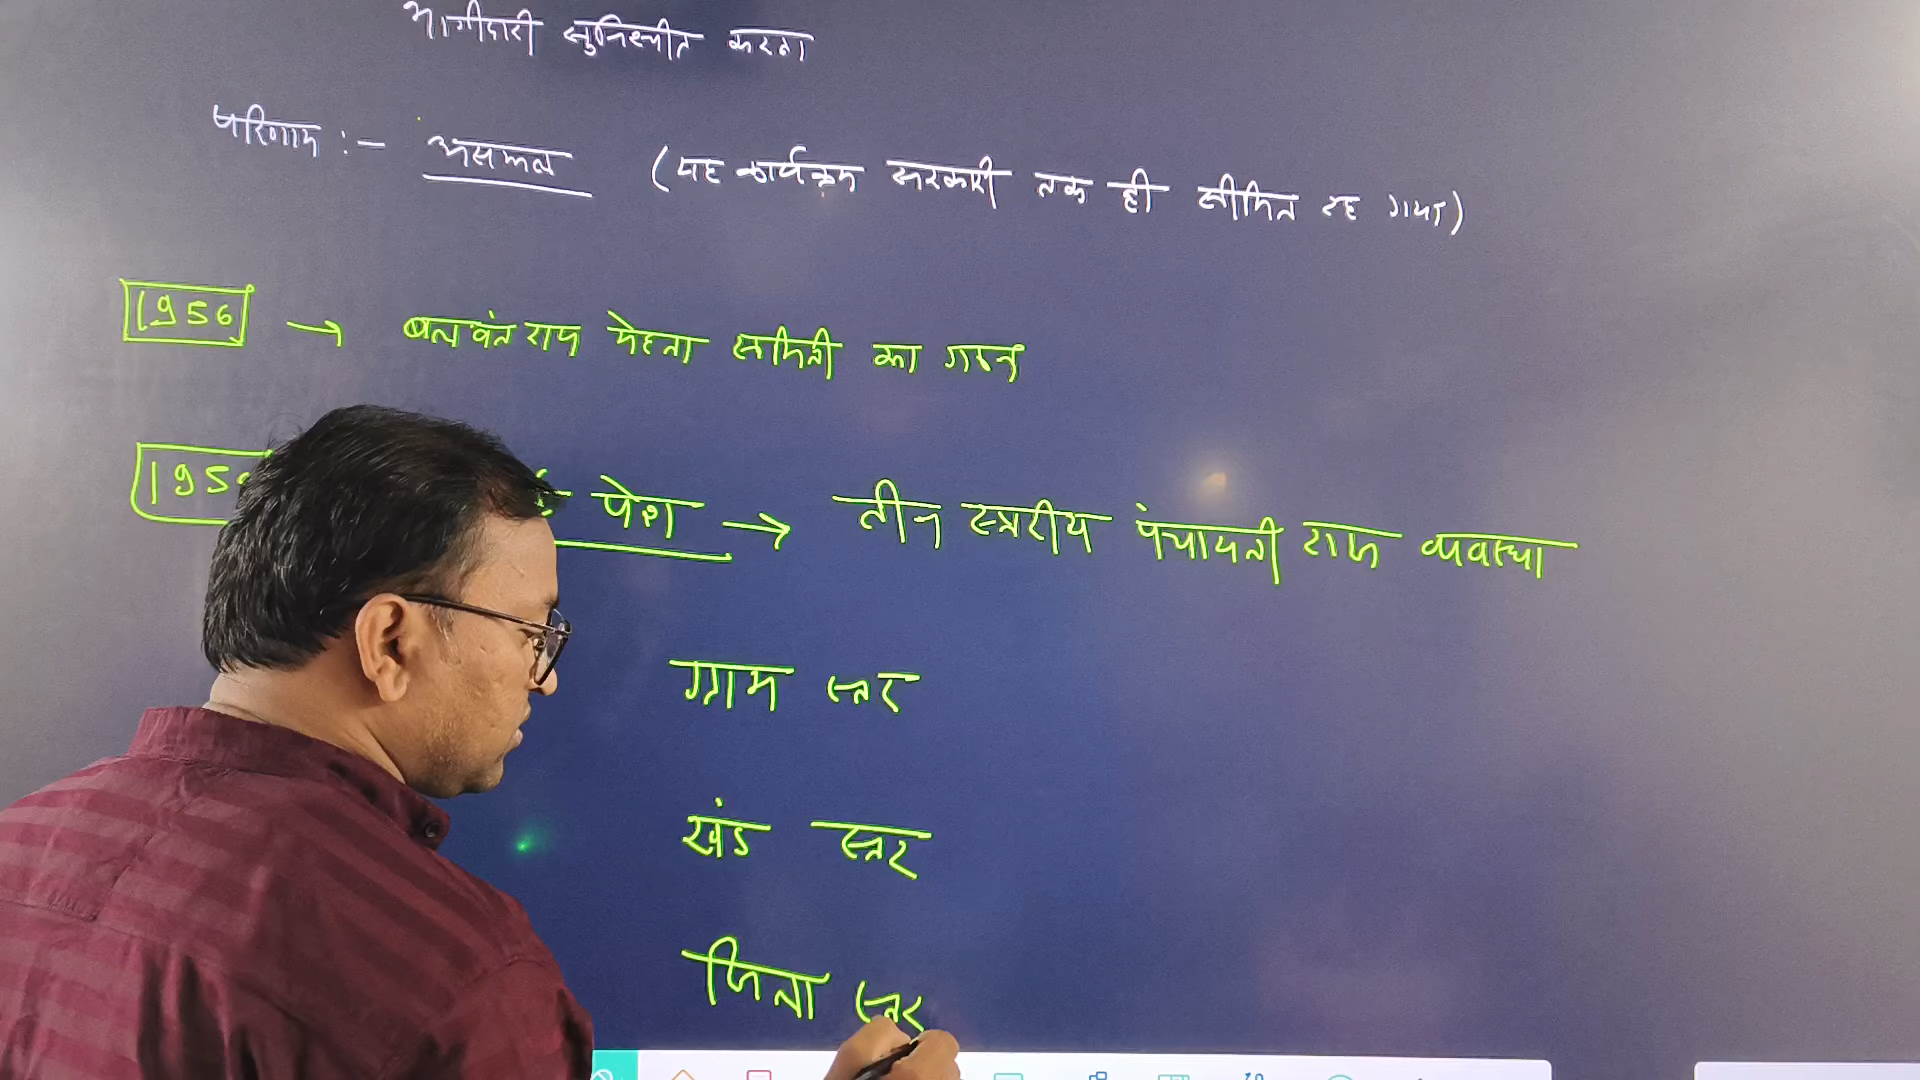 भागीदारी सुनिश्चीत करना
परिणाम :- असफल (यह कार्यक्रम सरकारी तक ही सीमित रह गया)
1956 → बलवंत राय मेहता समिती का गठन
195 पेश → तीन स्तरीय पंचायती राज व्यवस्था
ग्राम स्तर
खंड स्तर
जिला स्तर